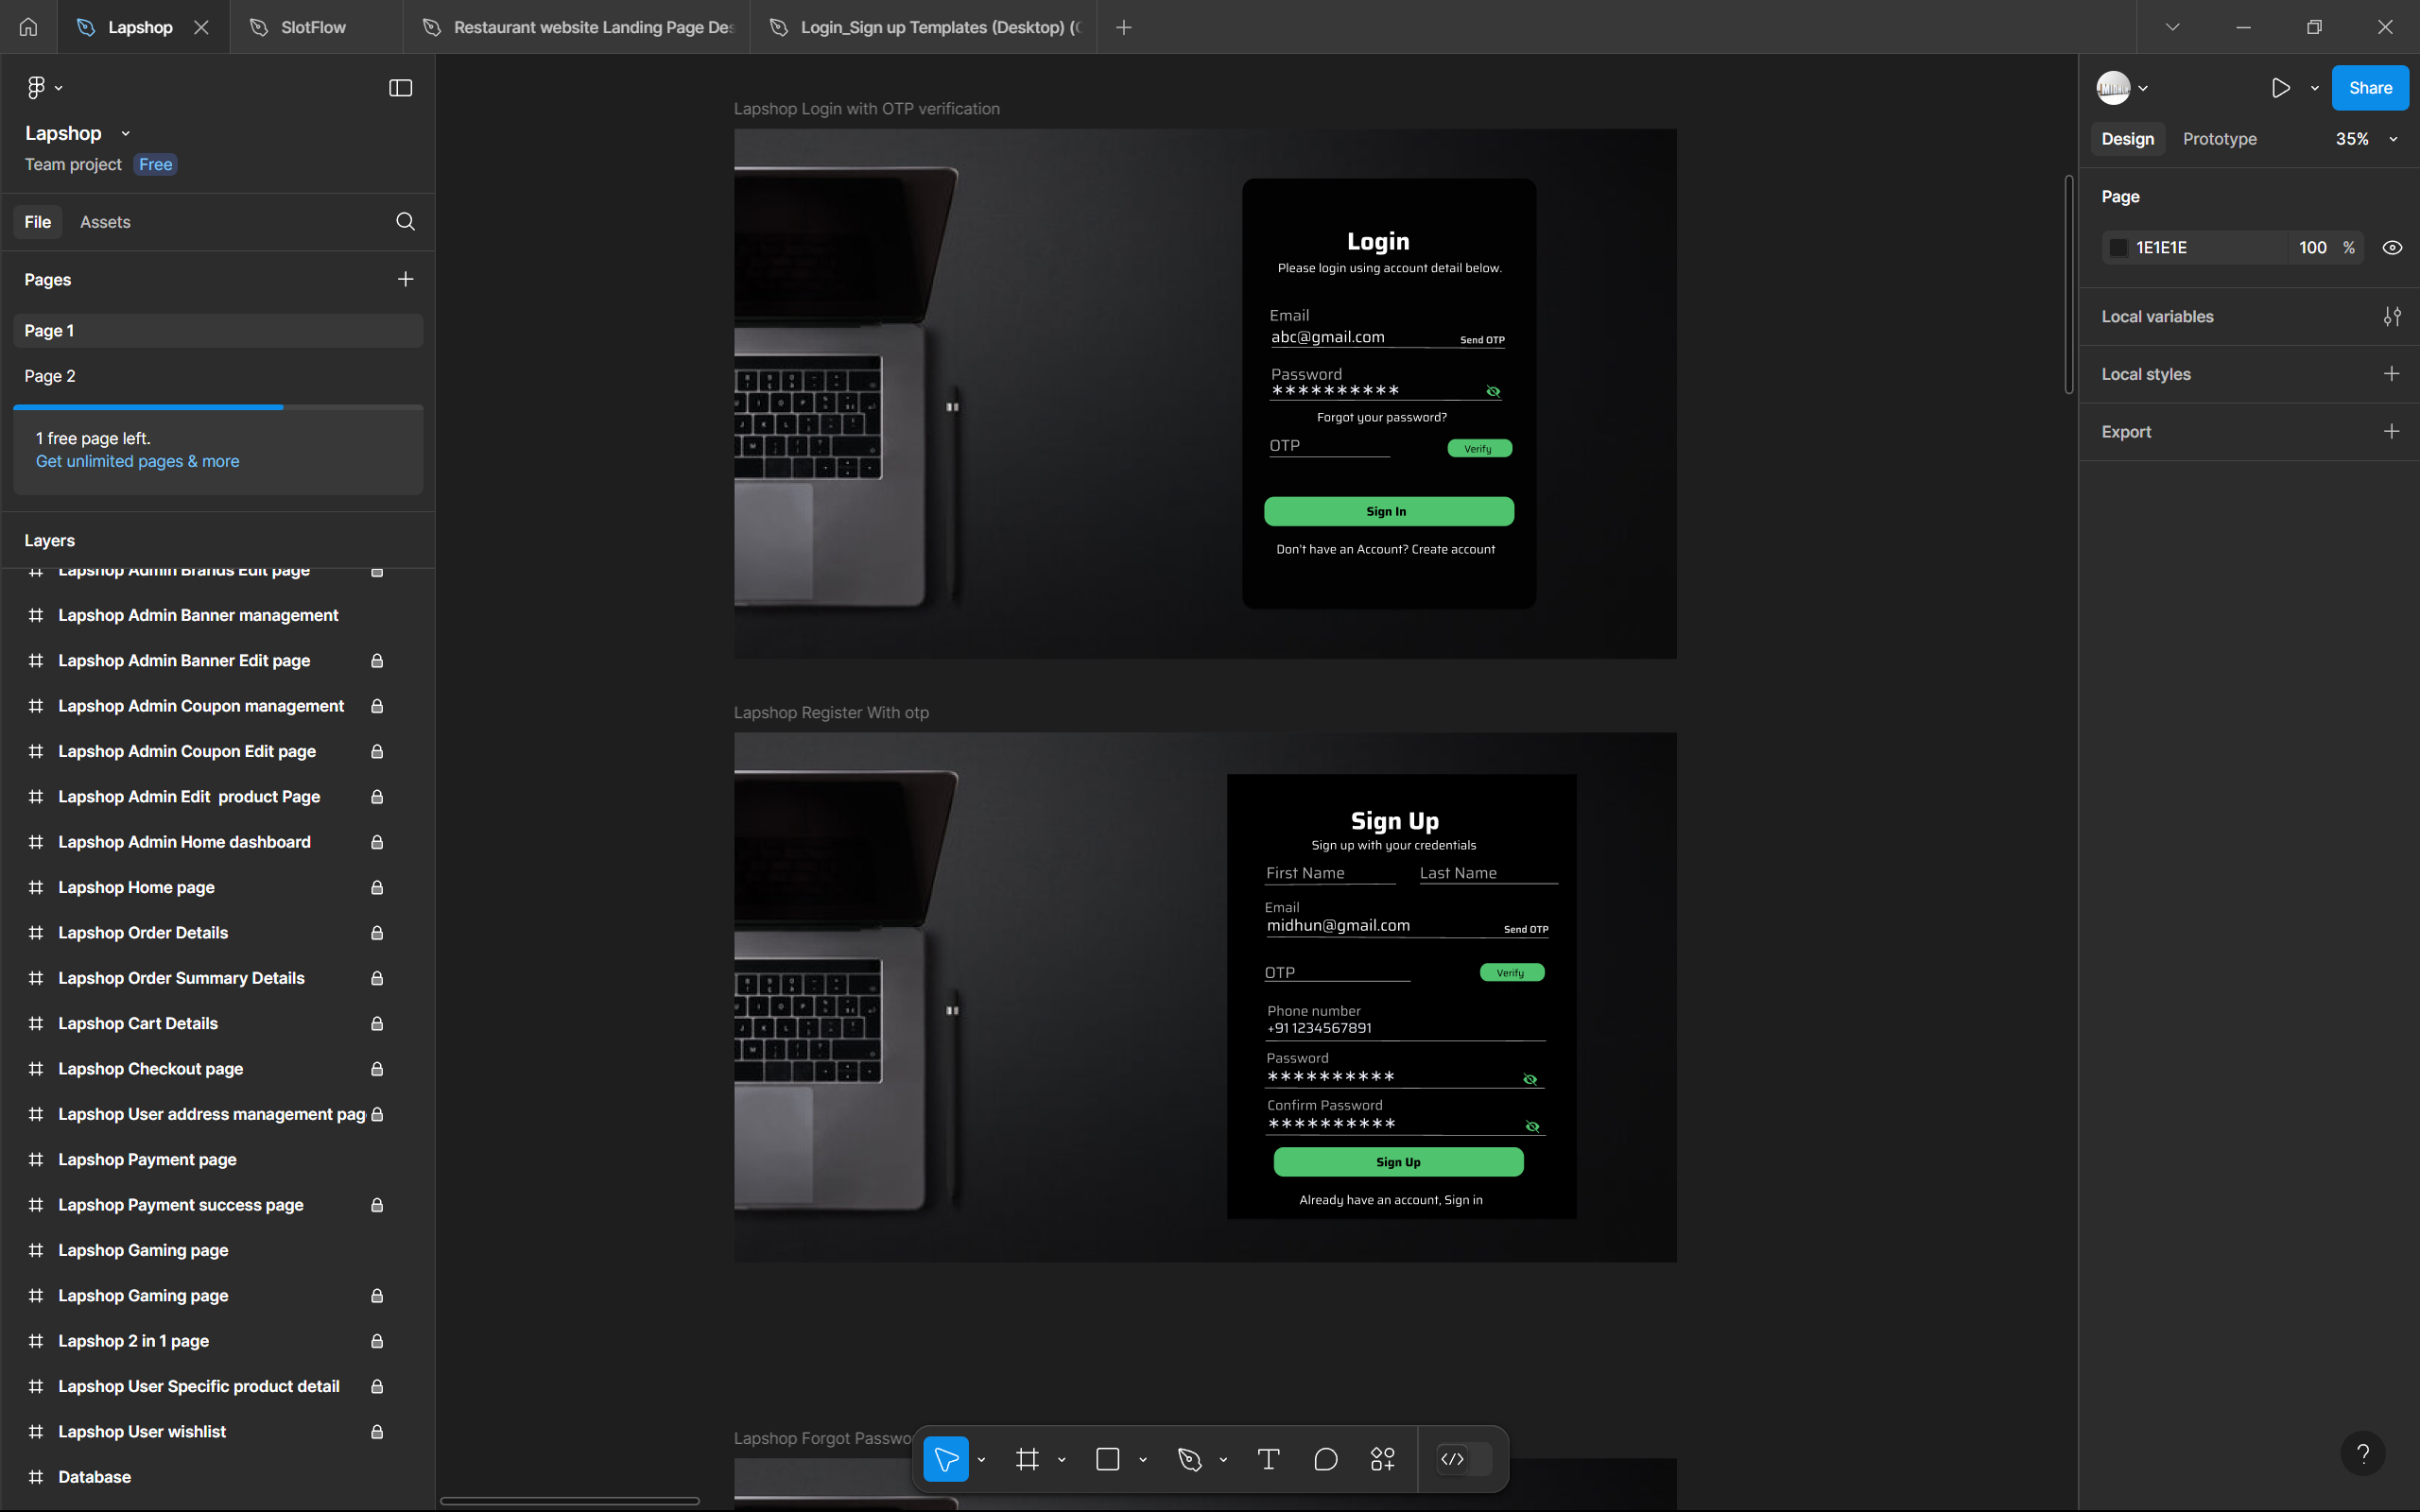 Lapshop
SlotFlow
Restaurant website Landing Page Des
Login_Sign up Templates (Desktop) (
Lapshop
Team project Free
File Assets
Pages
Page 1
Page 2
1 free page left.
Get unlimited pages & more
Layers
Lapshop Admin Brands Edit page
Lapshop Admin Banner management
Lapshop Admin Banner Edit page
Lapshop Admin Coupon management
Lapshop Admin Coupon Edit page
Lapshop Admin Edit product Page
Lapshop Admin Home dashboard
Lapshop Home page
Lapshop Order Details
Lapshop Order Summary Details
Lapshop Cart Details
Lapshop Checkout page
Lapshop User address management pag
Lapshop Payment page
Lapshop Payment success page
Lapshop Gaming page
Lapshop Gaming page
Lapshop 2 in 1 page
Lapshop User Specific product detail
Lapshop User wishlist
Database
Lapshop Login with OTP verification
Login
Please login using account detail below.
Email
abc@gmail.com Send OTP
Password
**********
Forgot your password?
OTP Verify
Sign In
Don't have an Account? Create account
Lapshop Register With otp
Sign Up
Sign up with your credentials
First Name Last Name
Email
midhun@gmail.com Send OTP
OTP Verify
Phone number
+91 1234567891
Password
**********
Confirm Password
**********
Sign Up
Already have an account, Sign in
Lapshop Forgot Passwo
Share
Design Prototype 35%
Page
1E1E1E 100 %
Local variables
Local styles
Export
?